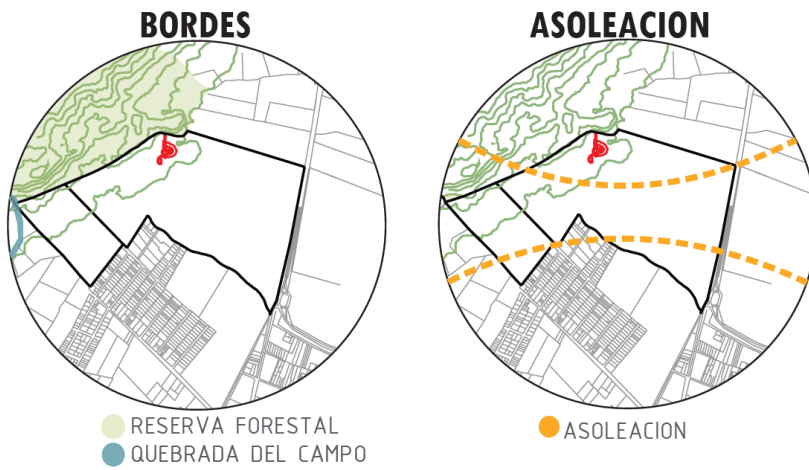 BORDES
ASOLEACION
RESERVA FORESTAL
QUEBRADA DEL CAMPO
ASOLEACION